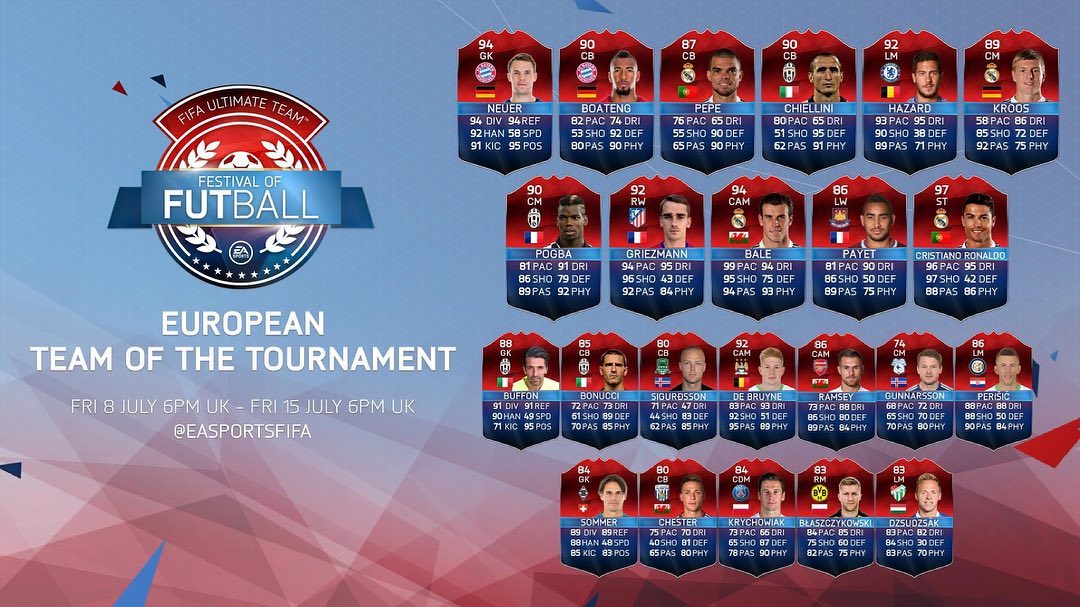 FIFA ULTIMATE TEAM™
FESTIVAL OF
FUTBALL
EA
SPORTS
EUROPEAN
TEAM OF THE TOURNAMENT
FRI 8 JULY 6PM UK - FRI 15 JULY 6PM UK
@EASPORTSFIFA
94
GK
NEUER
94 DIV 94 REF
92 HAN 58 SPD
91 KIC 95 POS
90
CB
BOATENG
82 PAC 74 DRI
53 SHO 92 DEF
80 PAS 90 PHY
87
CB
PEPE
76 PAC 65 DRI
55 SHO 90 DEF
65 PAS 90 PHY
90
CB
CHIELLINI
80 PAC 65 DRI
51 SHO 95 DEF
62 PAS 91 PHY
92
LM
HAZARD
93 PAC 95 DRI
90 SHO 38 DEF
89 PAS 71 PHY
89
CM
KROOS
58 PAC 86 DRI
85 SHO 72 DEF
92 PAS 75 PHY
90
CM
POGBA
81 PAC 91 DRI
86 SHO 79 DEF
89 PAS 92 PHY
92
RW
GRIEZMANN
94 PAC 95 DRI
96 SHO 43 DEF
92 PAS 84 PHY
94
CAM
BALE
99 PAC 94 DRI
95 SHO 75 DEF
94 PAS 93 PHY
86
LW
PAYET
81 PAC 90 DRI
86 SHO 50 DEF
89 PAS 75 PHY
97
ST
CRISTIANO RONALDO
96 PAC 95 DRI
97 SHO 42 DEF
88 PAS 86 PHY
88
GK
BUFFON
91 DIV 91 REF
90 HAN 49 SPD
71 KIC 95 POS
85
CB
BONUCCI
72 PAC 73 DRI
61 SHO 89 DEF
70 PAS 85 PHY
80
CB
SIGURÐSSON
71 PAC 47 DRI
44 SHO 83 DEF
62 PAS 85 PHY
92
CAM
DE BRUYNE
83 PAC 93 DRI
92 SHO 51 DEF
95 PAS 89 PHY
86
CAM
RAMSEY
73 PAC 88 DRI
86 SHO 80 DEF
89 PAS 84 PHY
74
CM
GUNNARSSON
68 PAC 72 DRI
65 SHO 70 DEF
70 PAS 80 PHY
86
LM
PERIŠIĆ
88 PAC 88 DRI
88 SHO 50 DEF
90 PAS 84 PHY
84
GK
SOMMER
89 DIV 89 REF
88 HAN 48 SPD
85 KIC 83 POS
80
CB
CHESTER
75 PAC 70 DRI
40 SHO 81 DEF
65 PAS 80 PHY
84
CDM
KRYCHOWIAK
73 PAC 66 DRI
65 SHO 87 DEF
78 PAS 90 PHY
83
RM
BŁASZCZYKOWSKI
84 PAC 85 DRI
75 SHO 60 DEF
82 PAS 75 PHY
83
LM
DZSUDZSÁK
83 PAC 82 DRI
84 SHO 30 DEF
83 PAS 70 PHY